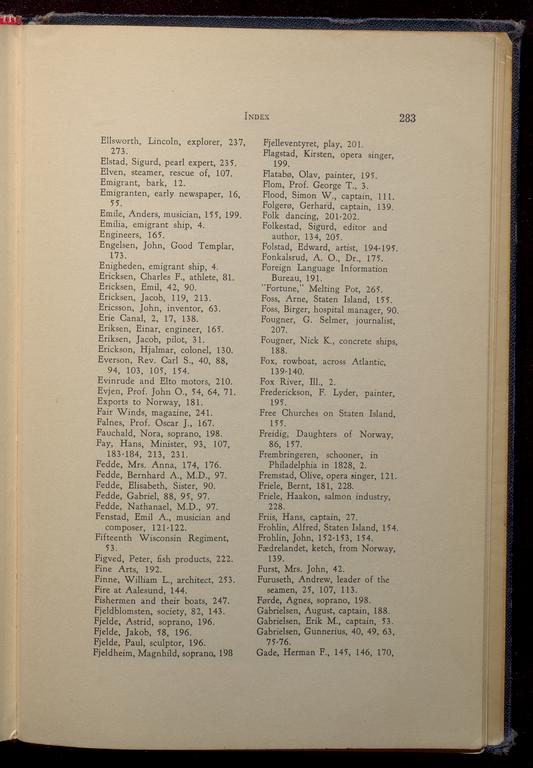 INDEX
283
Ellsworth, Lincoln, explorer, 237,
273.
Elstad, Sigurd, pearl expert, 235.
Elven, steamer, rescue of, 107.
Emigrant, bark, 12.
Emigranten, early newspaper, 16,
55.
Emile, Anders, musician, 155, 199.
Emilia, emigrant ship, 4.
Engineers, 165.
Engelsen, John, Good Templar,
173.
Enigheden, emigrant ship, 4.
Ericksen, Charles F., athlete, 81.
Ericksen, Emil, 42, 90.
Ericksen, Jacob, 119, 213.
Ericsson, John, inventor, 63.
Erie Canal, 2, 17, 138.
Eriksen, Einar, engineer, 165.
Eriksen, Jacob, pilot, 31.
Erickson, Hjalmar, colonel, 130.
Everson, Rev. Carl S., 40, 88,
94, 103, 105, 154.
Evinrude and Elto motors, 210.
Evjen, Prof. John O., 54, 64, 71.
Exports to Norway, 181.
Fair Winds, magazine, 241.
Falnes, Prof. Oscar J., 167.
Fauchald, Nora, soprano, 198.
Fay, Hans, Minister, 93, 107,
183-184, 213, 231.
Fedde, Mrs. Anna, 174, 176.
Fedde, Bernhard A., M.D., 97.
Fedde, Elisabeth, Sister, 90.
Fedde, Gabriel, 88, 95, 97.
Fedde, Nathanael, M.D., 97.
Fenstad, Emil A., musician and
composer, 121-122.
Fifteenth Wisconsin Regiment,
53.
Figved, Peter, fish products, 222.
Fine Arts, 192.
Finne, William L., architect, 253.
Fire at Aalesund, 144.
Fishermen and their boats, 247.
Fjeldblomsten, society, 82, 143.
Fjelde, Astrid, soprano, 196.
Fjelde, Jakob, 58, 196.
Fjelde, Paul, sculptor, 196.
Fjeldheim, Magnhild, soprano, 198
Fjelleventyret, play, 201.
Flagstad, Kirsten, opera singer,
199.
Flatabø, Olav, painter, 195.
Flom, Prof. George T., 3.
Flood, Simon W., captain, 111.
Folgerø, Gerhard, captain, 139.
Folk dancing, 201-202.
Folkestad, Sigurd, editor and
author, 134, 205.
Folstad, Edward, artist, 194-195.
Fonkalsrud, A. O., Dr., 175.
Foreign Language Information
Bureau, 191.
"Fortune," Melting Pot, 265.
Foss, Arne, Staten Island, 155.
Foss, Birger, hospital manager, 90.
Fougner, G. Selmer, journalist,
207.
Fougner, Nick K., concrete ships,
188.
Fox, rowboat, across Atlantic,
139-140.
Fox River, Ill., 2.
Frederickson, F. Lyder, painter,
195.
Free Churches on Staten Island,
155.
Freidig, Daughters of Norway,
86, 157.
Frembringeren, schooner, in
Philadelphia in 1828, 2.
Fremstad, Olive, opera singer, 121.
Friele, Bernt, 181, 228.
Friele, Haakon, salmon industry,
228.
Friis, Hans, captain, 27.
Frohlin, Alfred, Staten Island, 154.
Frohlin, John, 152-153, 154.
Fædrelandet, ketch, from Norway,
139.
Furst, Mrs. John, 42.
Furuseth, Andrew, leader of the
seamen, 25, 107, 113.
Førde, Agnes, soprano, 198.
Gabrielsen, August, captain, 188.
Gabrielsen, Erik M., captain, 53.
Gabrielsen, Gunnerius, 40, 49, 63,
75-76.
Gade, Herman F., 145, 146, 170,